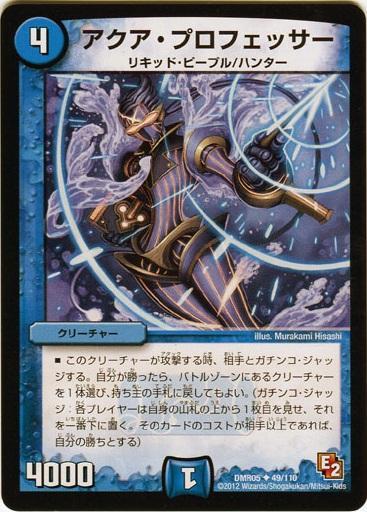 4
アクア・プロフェッサー
リキッド・ピープル/ハンター
クリーチャー
illus. Murakami Hisashi
■ このクリーチャーが攻撃する時、相手とガチンコ・ジャッ
ジする。自分が勝ったら、バトルゾーンにあるクリーチャー
を1体選び、持ち主の手札に戻してもよい。(ガチンコ・ジャッ
ジ:各プレイヤーは自身の山札の上から1枚目を見せ、それ
を一番下に置く。そのカードのコストが相手以上であれば、
自分の勝ちとする)
4000
1
E2
DMR05 ◆ 49/110
©2012 Wizards/Shogakukan/Mitsui-Kids